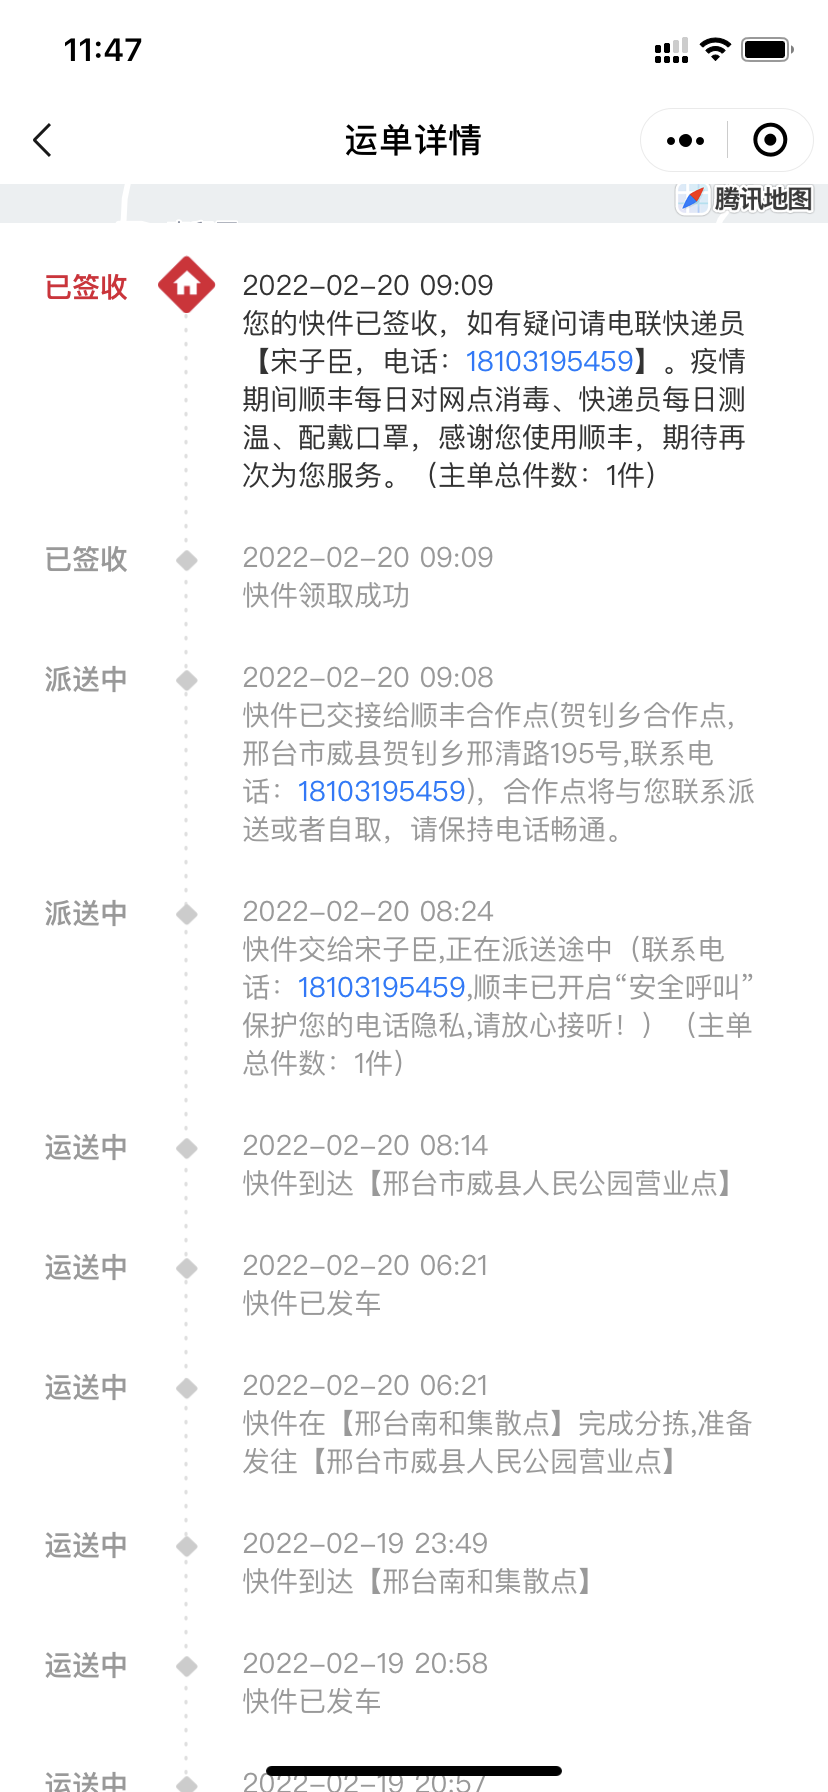 11:47
运单详情
腾讯地图
已签收
2022-02-20 09:09
您的快件已签收，如有疑问请电联快递员
【宋子臣，电话：18103195459】。疫情
期间顺丰每日对网点消毒、快递员每日测
温、配戴口罩，感谢您使用顺丰，期待再
次为您服务。（主单总件数：1件）
已签收
2022-02-20 09:09
快件领取成功
派送中
2022-02-20 09:08
快件已交接给顺丰合作点(贺钊乡合作点,
邢台市威县贺钊乡邢清路195号,联系电
话：18103195459)，合作点将与您联系派
送或者自取，请保持电话畅通。
派送中
2022-02-20 08:24
快件交给宋子臣,正在派送途中（联系电
话：18103195459,顺丰已开启“安全呼叫”
保护您的电话隐私,请放心接听！）（主单
总件数：1件）
运送中
2022-02-20 08:14
快件到达【邢台市威县人民公园营业点】
运送中
2022-02-20 06:21
快件已发车
运送中
2022-02-20 06:21
快件在【邢台南和集散点】完成分拣,准备
发往【邢台市威县人民公园营业点】
运送中
2022-02-19 23:49
快件到达【邢台南和集散点】
运送中
2022-02-19 20:58
快件已发车
运送中
2022-02-19 20:57